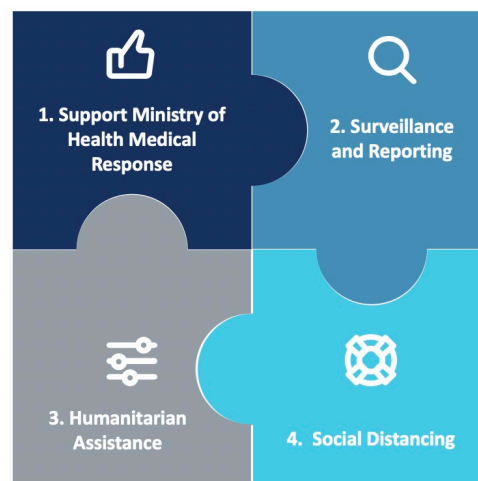 1. Support Ministry of
Health Medical
Response
2. Surveillance
and Reporting
3. Humanitarian
Assistance
4. Social Distancing